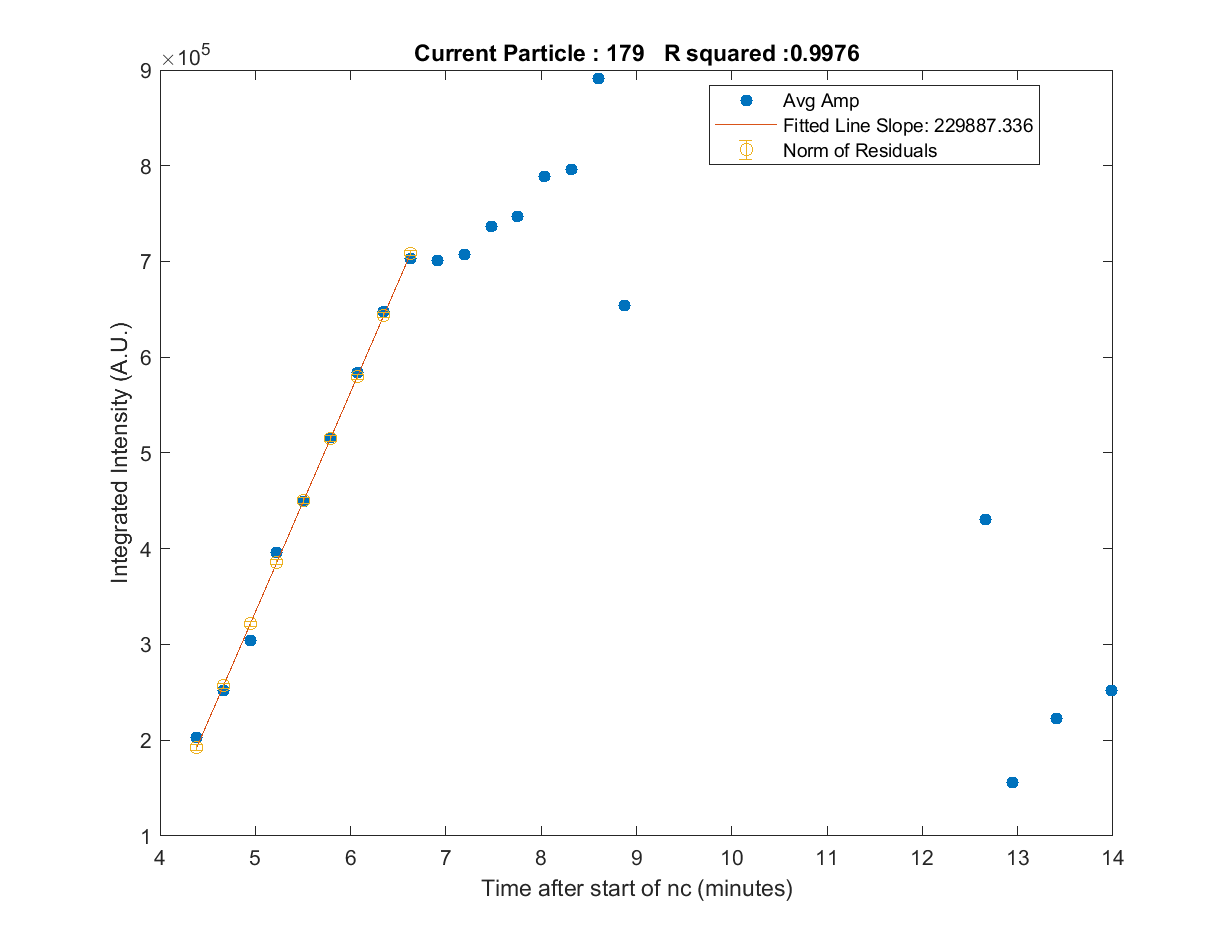 Current Particle : 179   R squared :0.9976
×10^5
Avg Amp
Fitted Line Slope: 229887.336
Norm of Residuals
9
8
7
6
5
4
3
2
1
Integrated Intensity (A.U.)
4 5 6 7 8 9 10 11 12 13 14
Time after start of nc (minutes)